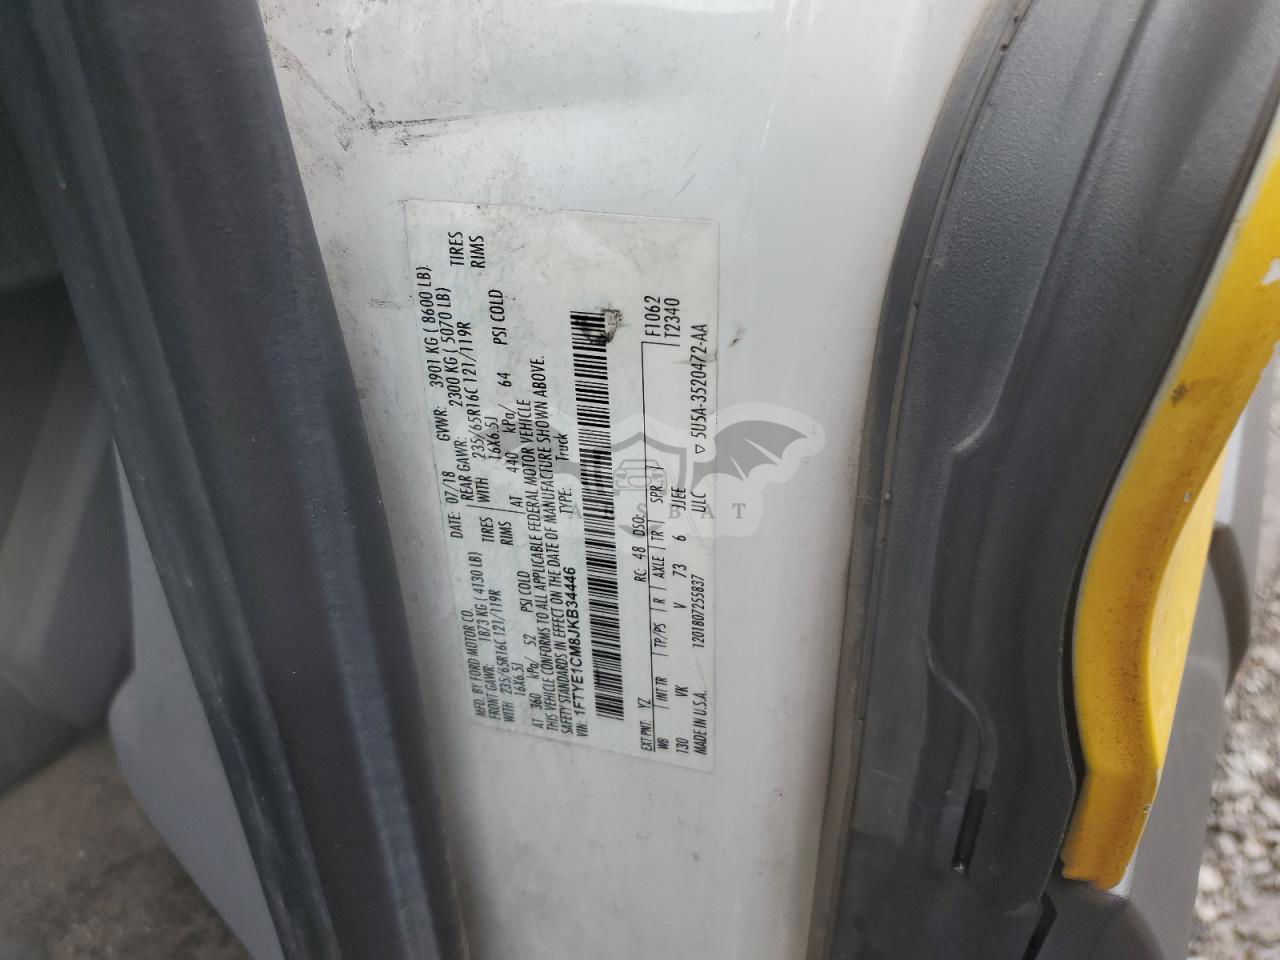 MFD. BY FORD MOTOR CO.
DATE: 07/18 GVWR: 3901 KG ( 8600 LB)
FRONT GAWR: 1873 KG ( 4130 LB) REAR GAWR: 2300 KG ( 5070 LB)
WITH 235/65R16C 121/119R TIRES WITH 235/65R16C 121/119R TIRES
16X6.5J RIMS 16X6.5J RIMS
AT 360 kPa/ 52 PSI COLD AT 440 kPa/ 64 PSI COLD
THIS VEHICLE CONFORMS TO ALL APPLICABLE FEDERAL MOTOR VEHICLE
SAFETY STANDARDS IN EFFECT ON THE DATE OF MANUFACTURE SHOWN ABOVE.
VIN: 1FTYE1CM8JKB34446 TYPE: Truck
EXT PNT: YZ RC: 48 DSO: F1062
WB INT TR TP/PS R AXLE TR SPR T2340
130 VK V 73 6 JJEE
MADE IN U.S.A. 1201807255837 JLC ▽ 5U5A-3520472-AA